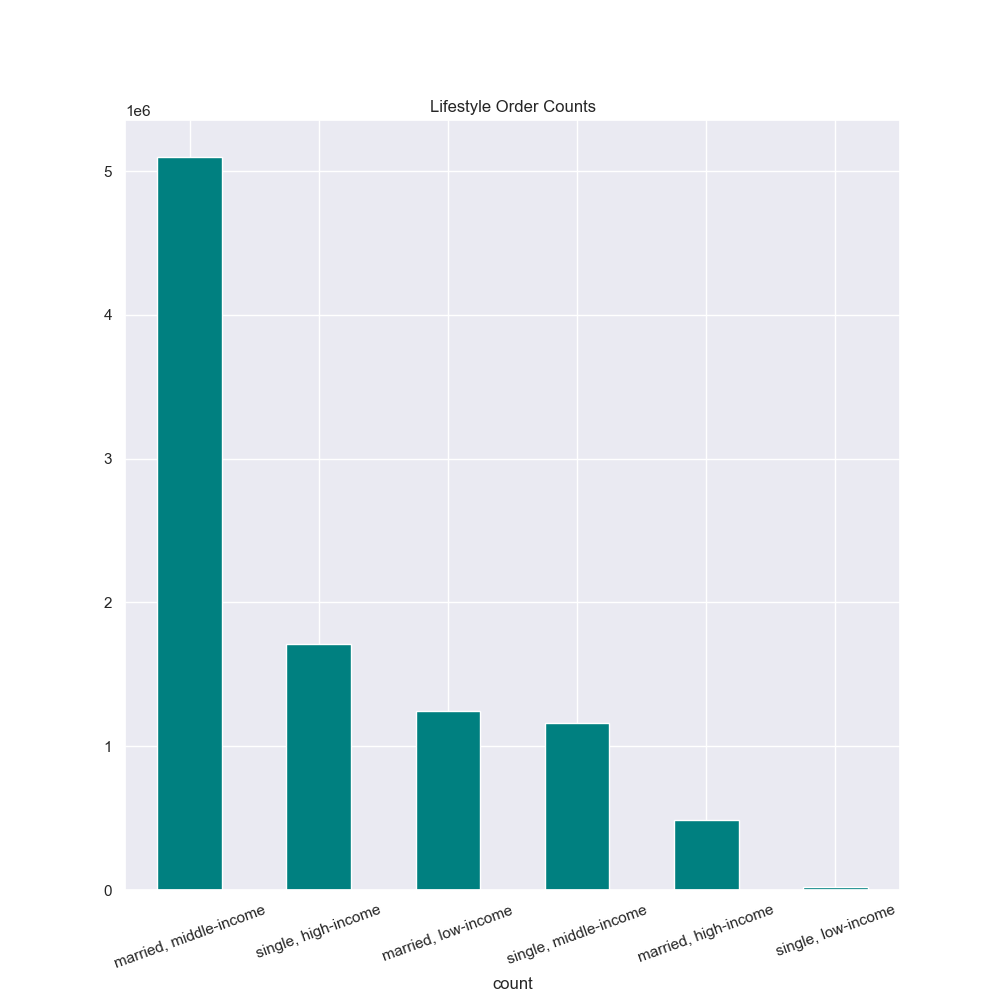 Lifestyle Order Counts
1e6
5
4
3
2
1
0
married, middle-income
single, high-income
married, low-income
single, middle-income
married, high-income
single, low-income
count